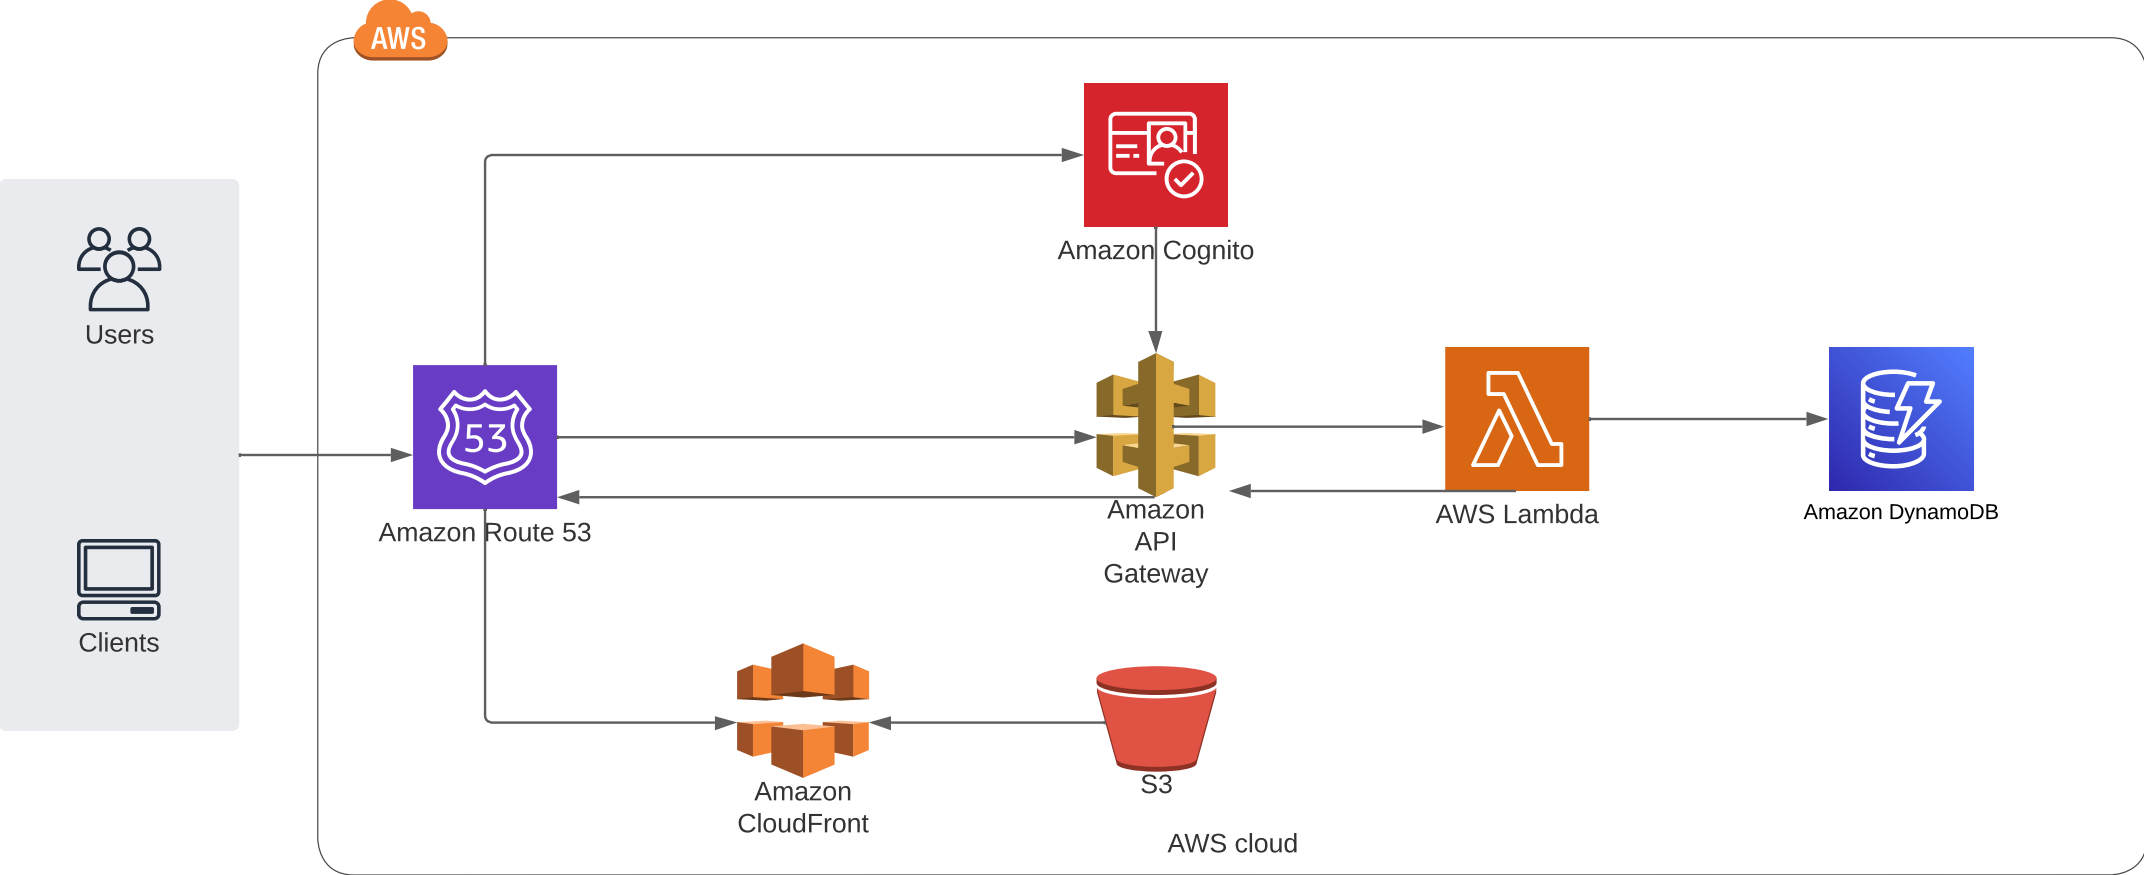 AWS
Amazon Cognito
Users
53
Amazon Route 53
Amazon
API
Gateway
AWS Lambda
Amazon DynamoDB
Clients
Amazon
CloudFront
S3
AWS cloud